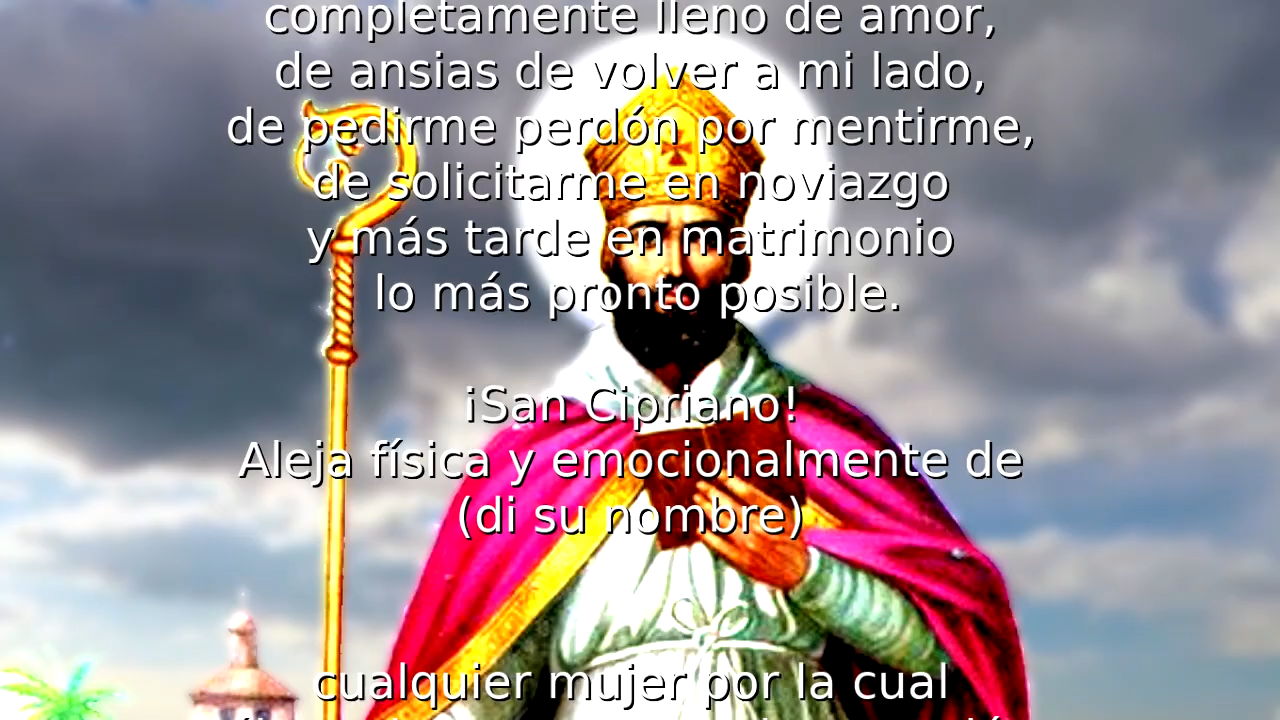 completamente lleno de amor,
de ansias de volver a mi lado,
de pedirme perdón por mentirme,
de solicitarme en noviazgo
y más tarde en matrimonio
lo más pronto posible.
¡San Cipriano!
Aleja física y emocionalmente de
(di su nombre)
cualquier mujer por la cual